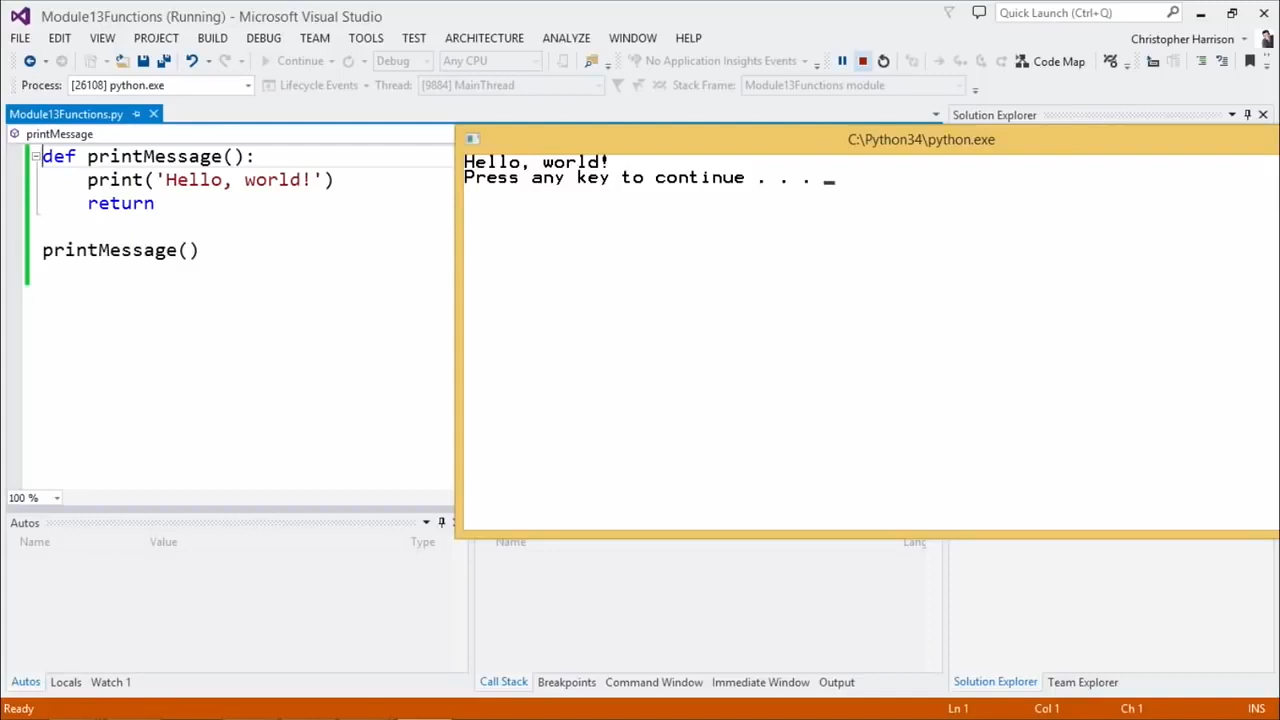 Module13Functions (Running) - Microsoft Visual Studio
Quick Launch (Ctrl+Q)
FILE EDIT VIEW PROJECT BUILD DEBUG TEAM TOOLS TEST ARCHITECTURE ANALYZE WINDOW HELP
Christopher Harrison
Continue Debug Any CPU No Application Insights Events Code Map
Process: [26108] python.exe Lifecycle Events Thread: [9884] MainThread Stack Frame: Module13Functions module
Module13Functions.py
Solution Explorer
printMessage
def printMessage():
print('Hello, world!')
return
printMessage()
C:\Python34\python.exe
Hello, world!
Press any key to continue . . . _
100 %
Autos
Name Value Type
Name Lang
Autos Locals Watch 1
Call Stack Breakpoints Command Window Immediate Window Output
Solution Explorer Team Explorer
Ready Ln 1 Col 1 Ch 1 INS